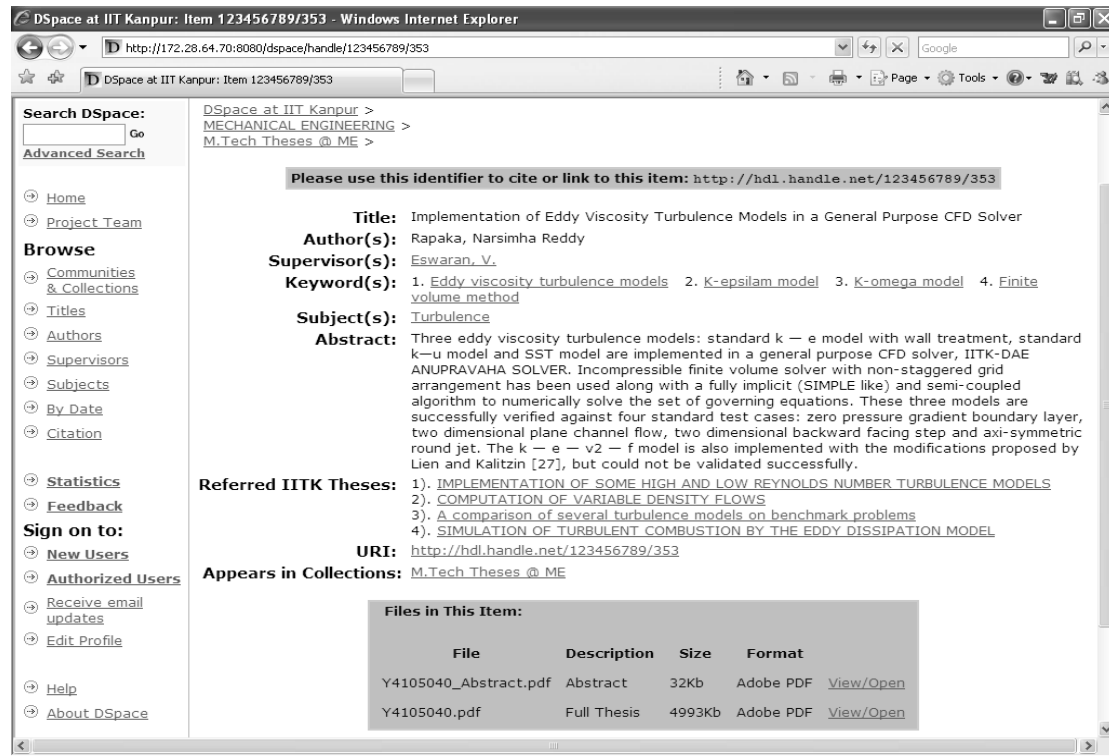 DSpace at IIT Kanpur: Item 123456789/353 - Windows Internet Explorer
http://172.28.64.70:8080/dspace/handle/123456789/353
Google
DSpace at IIT Kanpur: Item 123456789/353
Page
Tools
Search DSpace:
Go
Advanced Search
Home
Project Team
Browse
Communities
& Collections
Titles
Authors
Supervisors
Subjects
By Date
Citation
Statistics
Feedback
Sign on to:
New Users
Authorized Users
Receive email
updates
Edit Profile
Help
About DSpace
DSpace at IIT Kanpur >
MECHANICAL ENGINEERING >
M.Tech Theses @ ME >
Please use this identifier to cite or link to this item: http://hdl.handle.net/123456789/353
Title: Implementation of Eddy Viscosity Turbulence Models in a General Purpose CFD Solver
Author(s): Rapaka, Narsimha Reddy
Supervisor(s): Eswaran, V.
Keyword(s): 1. Eddy viscosity turbulence models 2. K-epsilam model 3. K-omega model 4. Finite
volume method
Subject(s): Turbulence
Abstract: Three eddy viscosity turbulence models: standard k — e model with wall treatment, standard
k—u model and SST model are implemented in a general purpose CFD solver, IITK-DAE
ANUPRAVAHA SOLVER. Incompressible finite volume solver with non-staggered grid
arrangement has been used along with a fully implicit (SIMPLE like) and semi-coupled
algorithm to numerically solve the set of governing equations. These three models are
successfully verified against four standard test cases: zero pressure gradient boundary layer,
two dimensional plane channel flow, two dimensional backward facing step and axi-symmetric
round jet. The k — e — v2 — f model is also implemented with the modifications proposed by
Lien and Kalitzin [27], but could not be validated successfully.
Referred IITK Theses: 1). IMPLEMENTATION OF SOME HIGH AND LOW REYNOLDS NUMBER TURBULENCE MODELS
2). COMPUTATION OF VARIABLE DENSITY FLOWS
3). A comparison of several turbulence models on benchmark problems
4). SIMULATION OF TURBULENT COMBUSTION BY THE EDDY DISSIPATION MODEL
URI: http://hdl.handle.net/123456789/353
Appears in Collections: M.Tech Theses @ ME
Files in This Item:
File Description Size Format
Y4105040_Abstract.pdf Abstract 32Kb Adobe PDF View/Open
Y4105040.pdf Full Thesis 4993Kb Adobe PDF View/Open